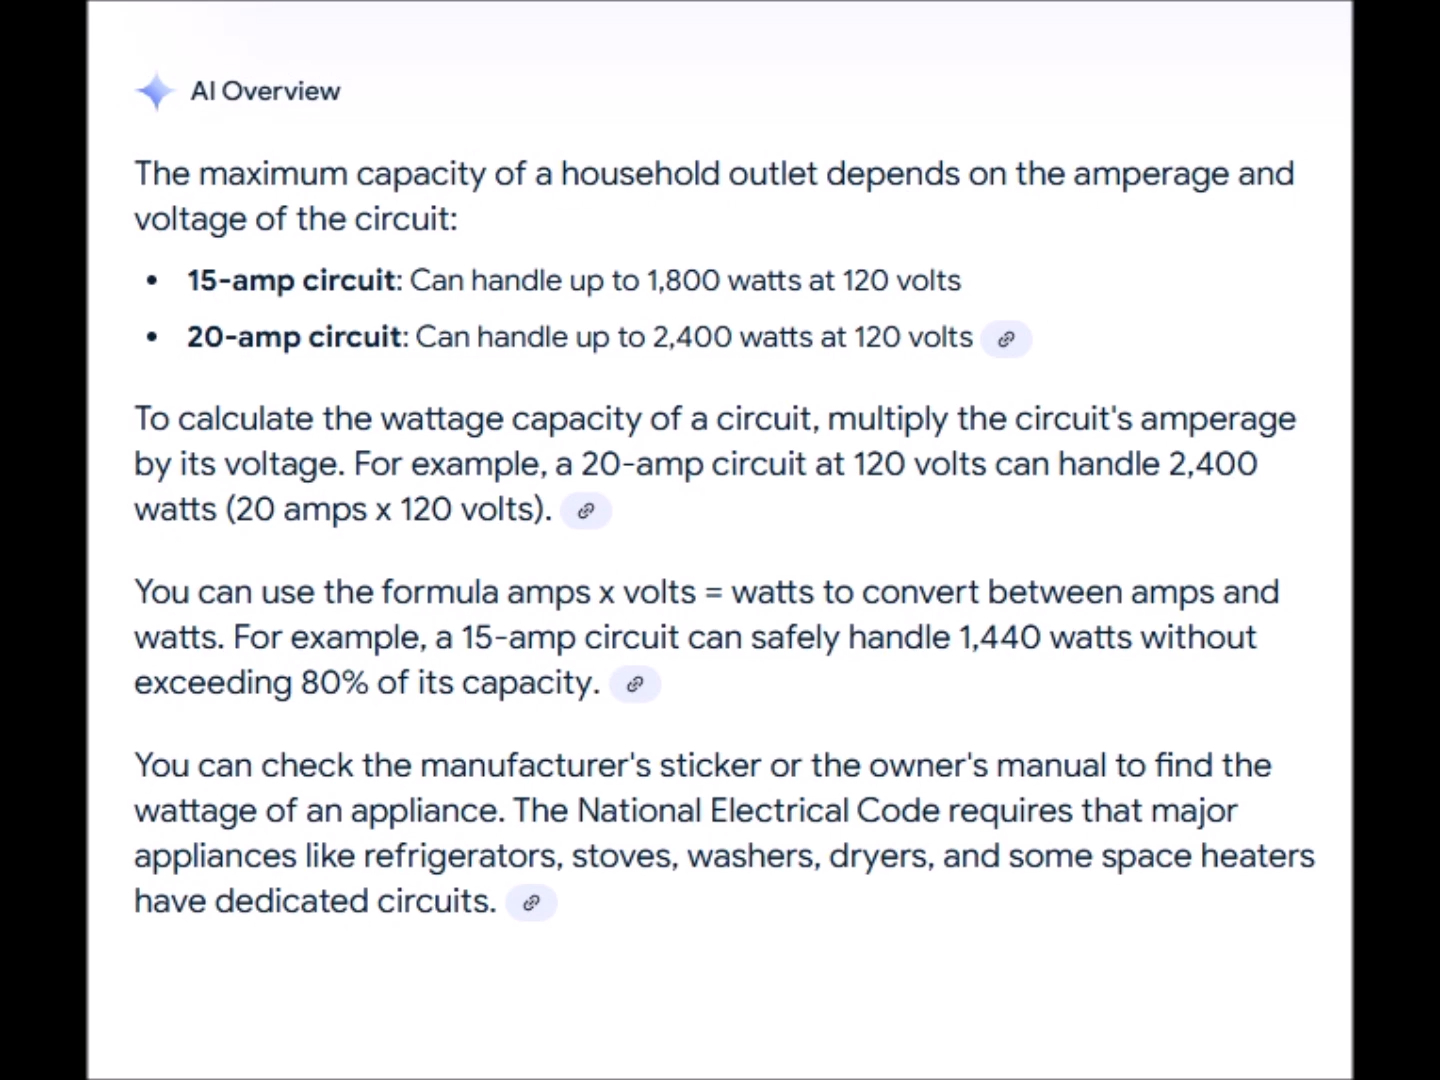 AI Overview
The maximum capacity of a household outlet depends on the amperage and
voltage of the circuit:
• 15-amp circuit: Can handle up to 1,800 watts at 120 volts
• 20-amp circuit: Can handle up to 2,400 watts at 120 volts
To calculate the wattage capacity of a circuit, multiply the circuit's amperage
by its voltage. For example, a 20-amp circuit at 120 volts can handle 2,400
watts (20 amps x 120 volts).
You can use the formula amps x volts = watts to convert between amps and
watts. For example, a 15-amp circuit can safely handle 1,440 watts without
exceeding 80% of its capacity.
You can check the manufacturer's sticker or the owner's manual to find the
wattage of an appliance. The National Electrical Code requires that major
appliances like refrigerators, stoves, washers, dryers, and some space heaters
have dedicated circuits.